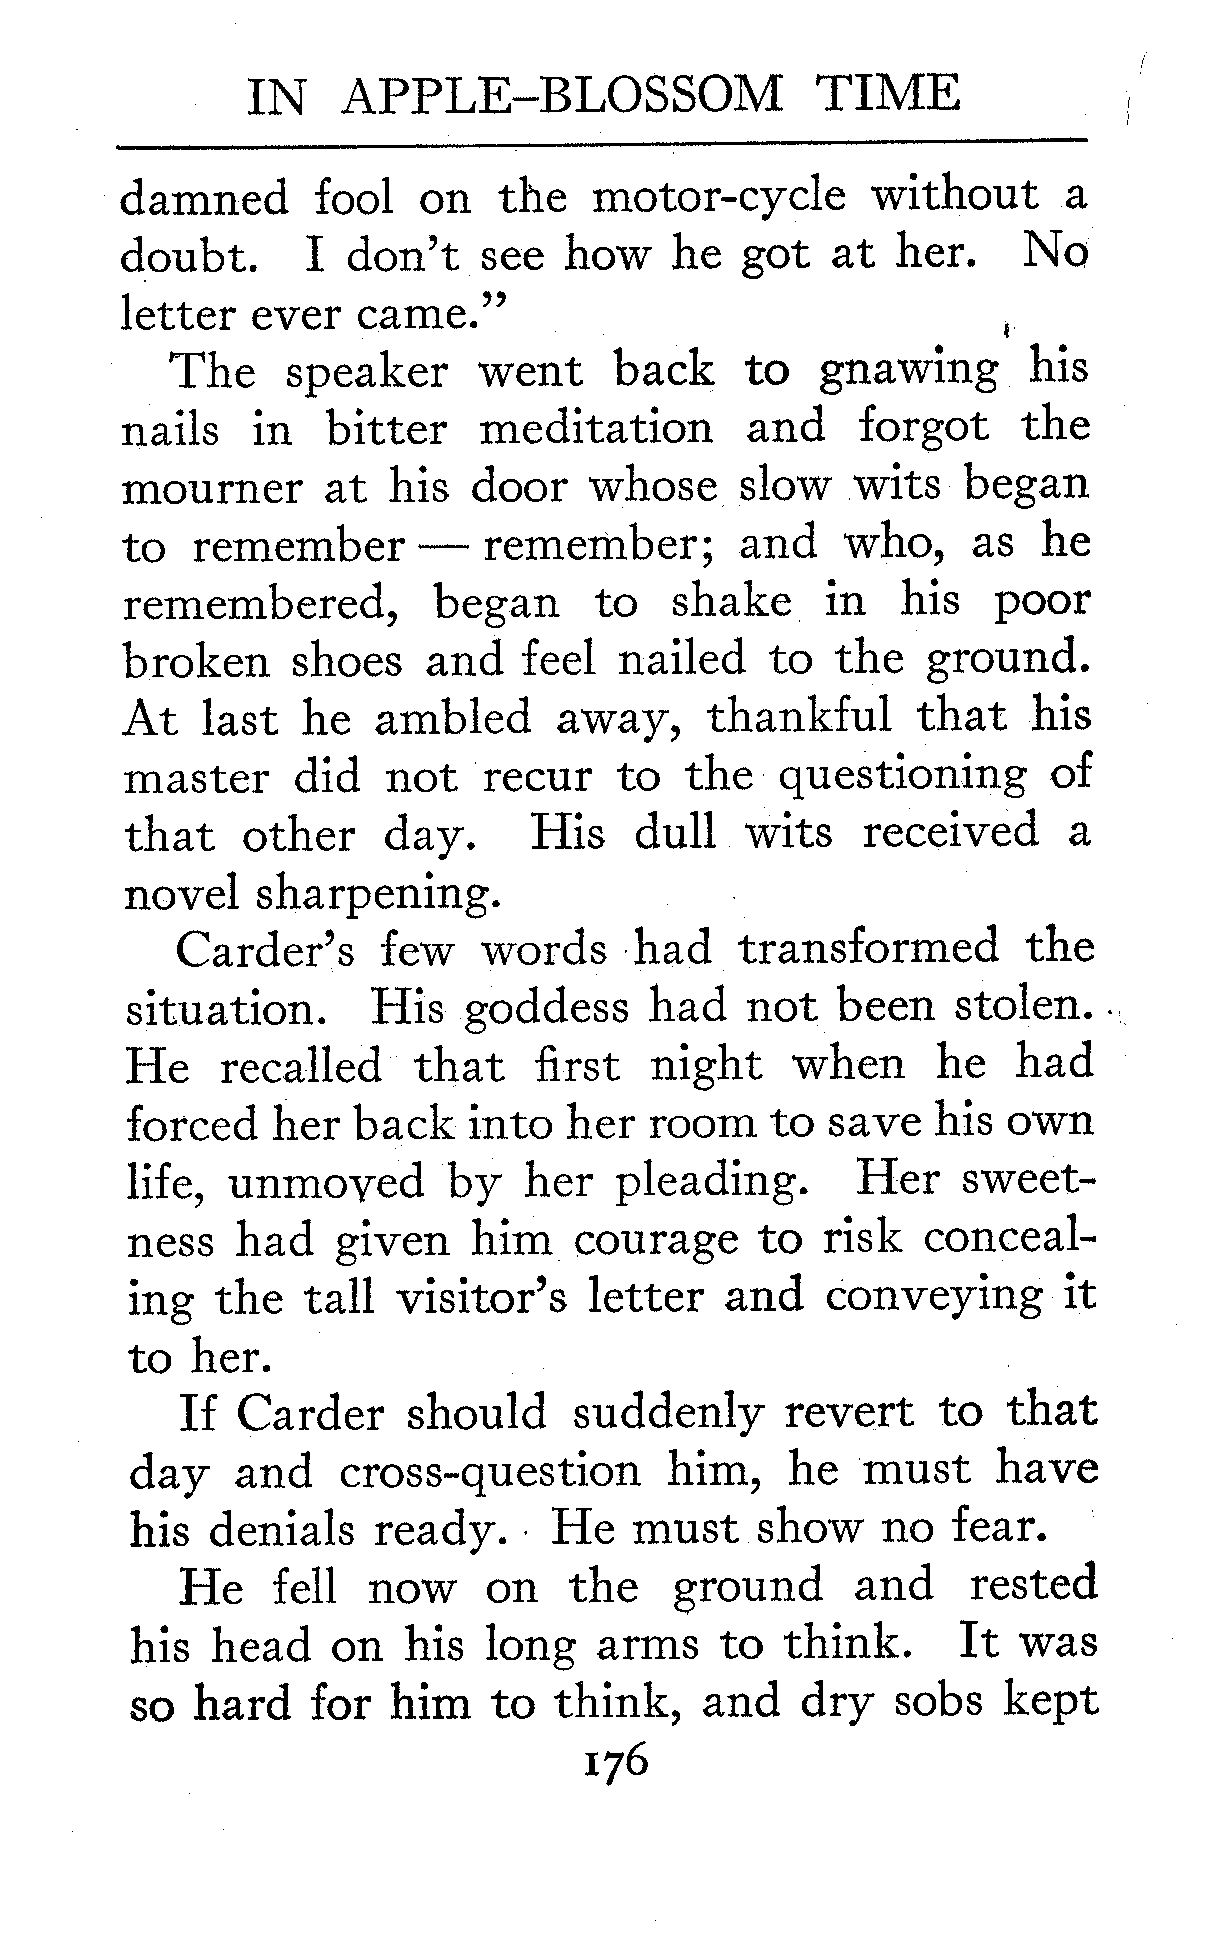 IN APPLE-BLOSSOM TIME
damned fool on the motor-cycle without a
doubt. I don't see how he got at her. No
letter ever came."
The speaker went back to gnawing his
nails in bitter meditation and forgot the
mourner at his door whose slow wits began
to remember — remember; and who, as he
remembered, began to shake in his poor
broken shoes and feel nailed to the ground.
At last he ambled away, thankful that his
master did not recur to the questioning of
that other day. His dull wits received a
novel sharpening.
Carder's few words had transformed the
situation. His goddess had not been stolen.
He recalled that first night when he had
forced her back into her room to save his own
life, unmoved by her pleading. Her sweet-
ness had given him courage to risk conceal-
ing the tall visitor's letter and conveying it
to her.
If Carder should suddenly revert to that
day and cross-question him, he must have
his denials ready. He must show no fear.
He fell now on the ground and rested
his head on his long arms to think. It was
so hard for him to think, and dry sobs kept
176